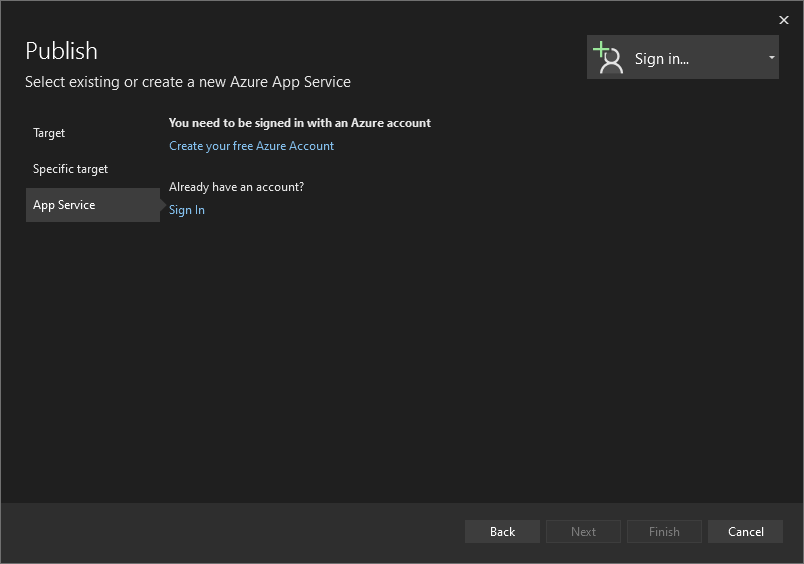 Publish
Sign in...
Select existing or create a new Azure App Service
Target
Specific target
App Service
You need to be signed in with an Azure account
Create your free Azure Account
Already have an account?
Sign In
Back
Next
Finish
Cancel